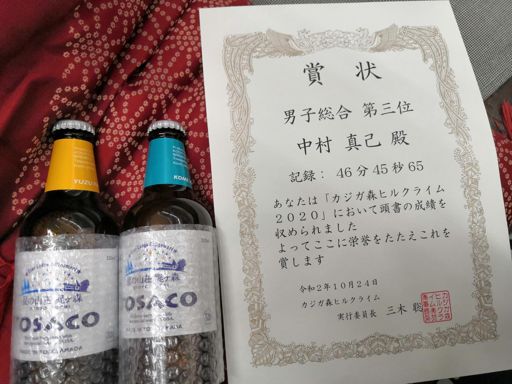 賞 状
男子総合 第三位
中村 真己 殿
記録： 46分45秒65
あなたは「カジガ森ヒルクライム
2020」において頭書の成績を
収められました
よってここに栄誉をたたえこれを
賞します
令和2年10月24日
カジガ森ヒルクライム
実行委員長 三木 聡
YUZU
TOSACO
KOM
TOSACO